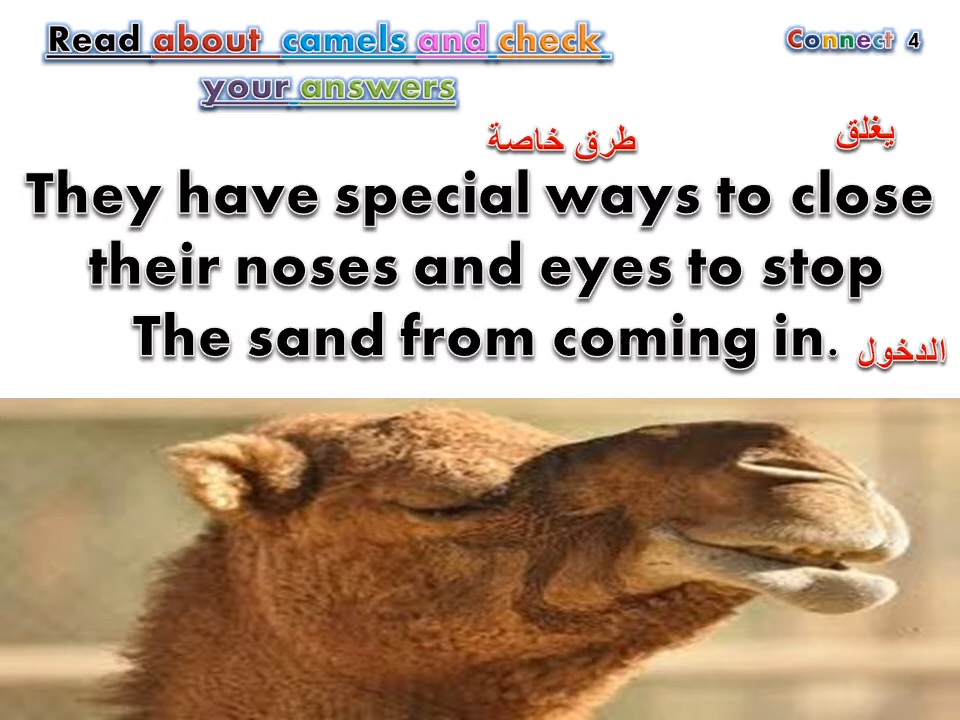 Read about camels and check
your answers
Connect 4
طرق خاصة
يغلق
They have special ways to close
their noses and eyes to stop
The sand from coming in.
الدخول